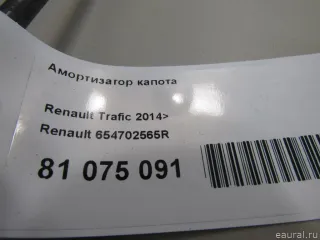 Амортизатор капота
Renault Trafic 2014>
Renault 654702565R
81 075 091
eaural.ru